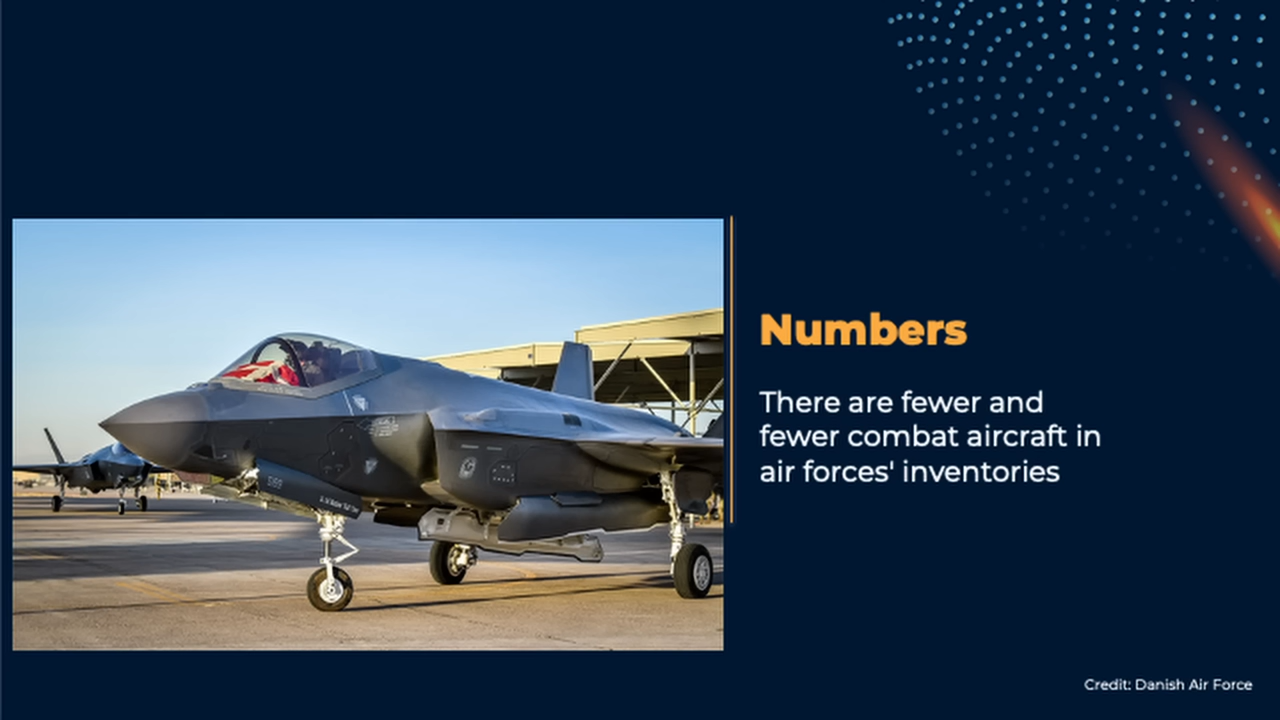 Numbers
There are fewer and
fewer combat aircraft in
air forces' inventories
Credit: Danish Air Force